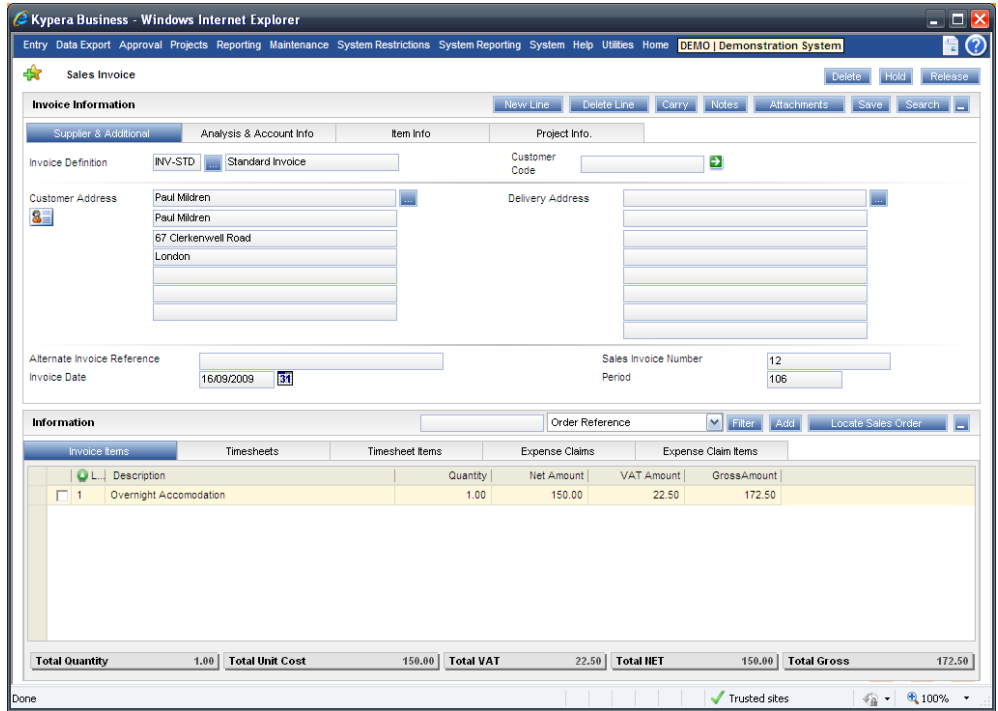 Kypera Business - Windows Internet Explorer
Entry Data Export Approval Projects Reporting Maintenance System Restrictions System Reporting System Help Utilities Home DEMO | Demonstration System
Sales Invoice Delete Hold Release
Invoice Information New Line Delete Line Carry Notes Attachments Save Search
Supplier & Additional Analysis & Account Info Item Info Project Info.
Invoice Definition INV-STD ... Standard Invoice Customer Code
Customer Address Paul Mildren ... Delivery Address ...
Paul Mildren
67 Clerkenwell Road
London
Alternate Invoice Reference Sales Invoice Number 12
Invoice Date 16/09/2009 31 Period 106
Information Order Reference Filter Add Locate Sales Order
Invoice Items Timesheets Timesheet Items Expense Claims Expense Claim Items
L... Description Quantity Net Amount VAT Amount GrossAmount
1 Overnight Accomodation 1.00 150.00 22.50 172.50
Total Quantity 1.00 Total Unit Cost 150.00 Total VAT 22.50 Total NET 150.00 Total Gross 172.50
Done Trusted sites 100%